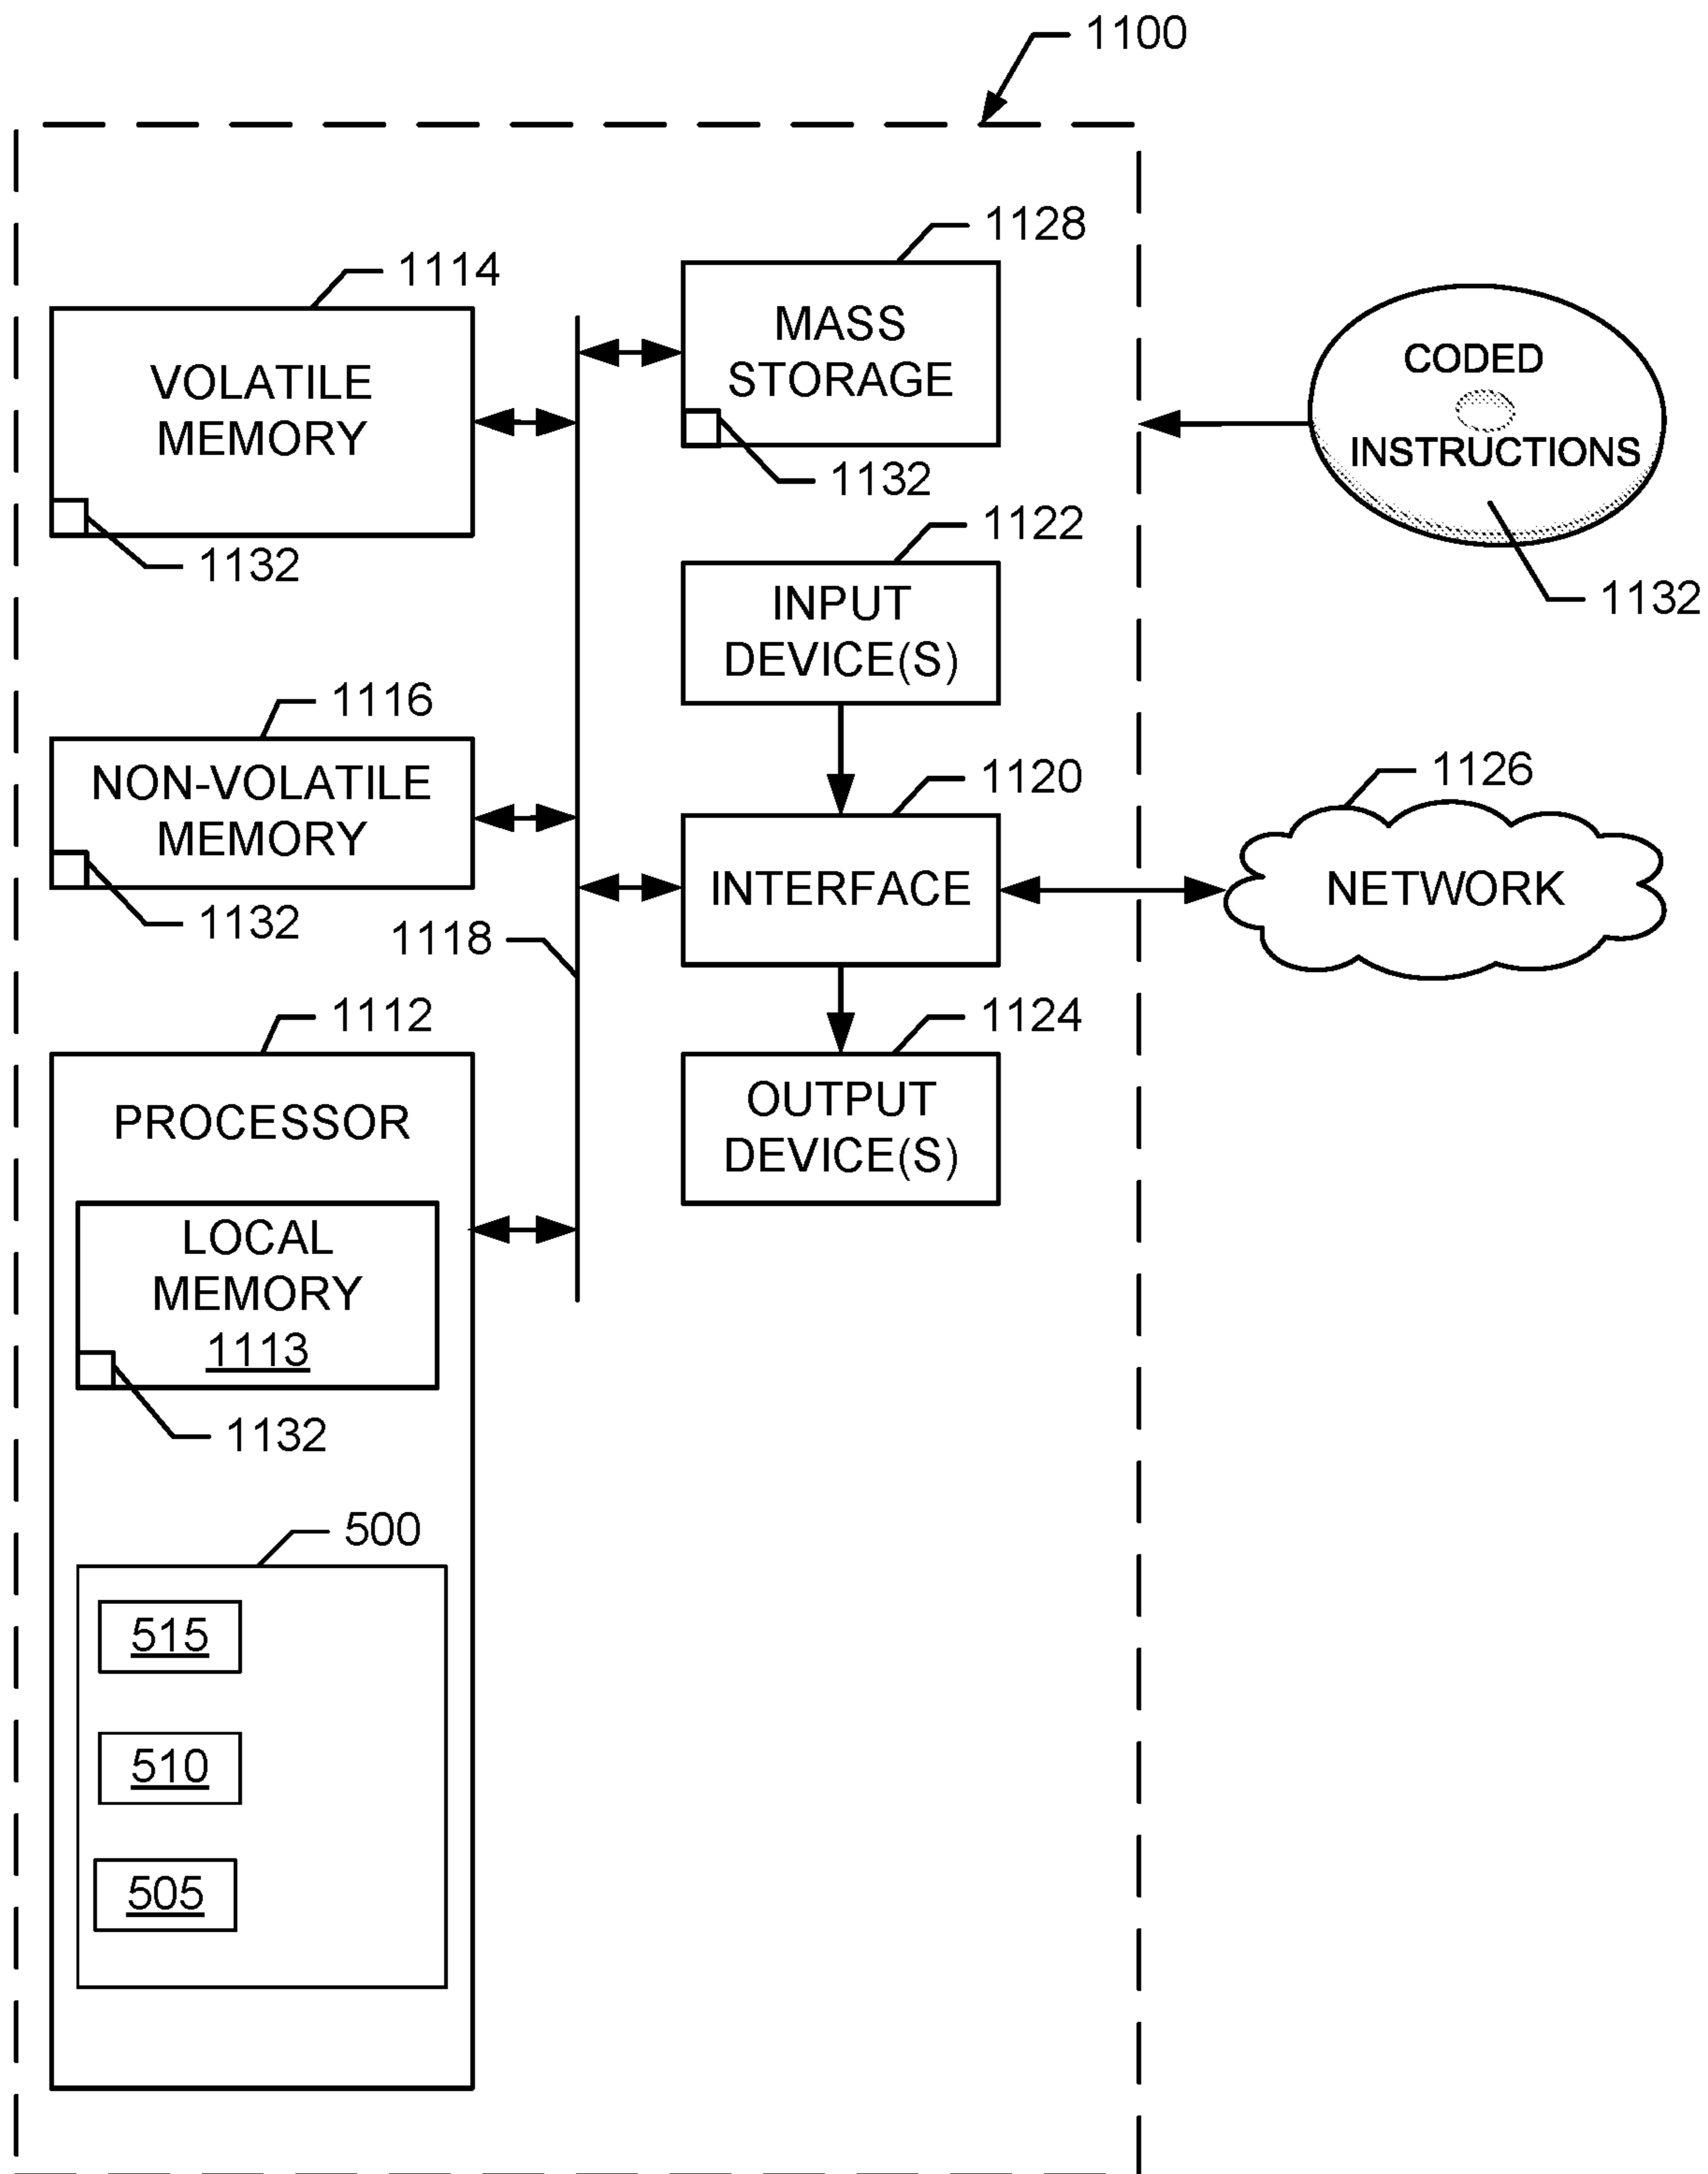 1100
1128
1114
MASS
STORAGE
VOLATILE
MEMORY
CODED
INSTRUCTIONS
1132
1132
1132
1122
INPUT
DEVICE(S)
1116
NON-VOLATILE
MEMORY
1132
1120
INTERFACE
1126
NETWORK
1118
1112
PROCESSOR
1124
OUTPUT
DEVICE(S)
LOCAL
MEMORY
1113
1132
500
515
510
505